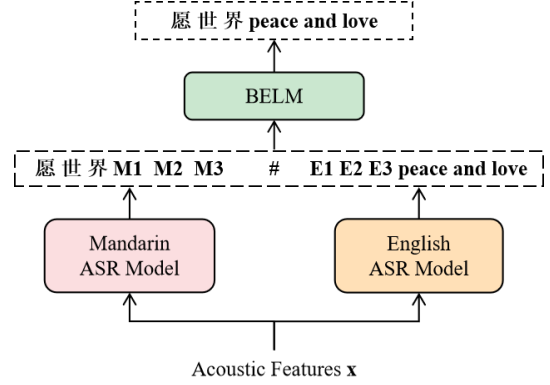 愿 世 界 peace and love
BELM
愿 世 界 M1 M2 M3 # E1 E2 E3 peace and love
Mandarin
ASR Model
English
ASR Model
Acoustic Features x